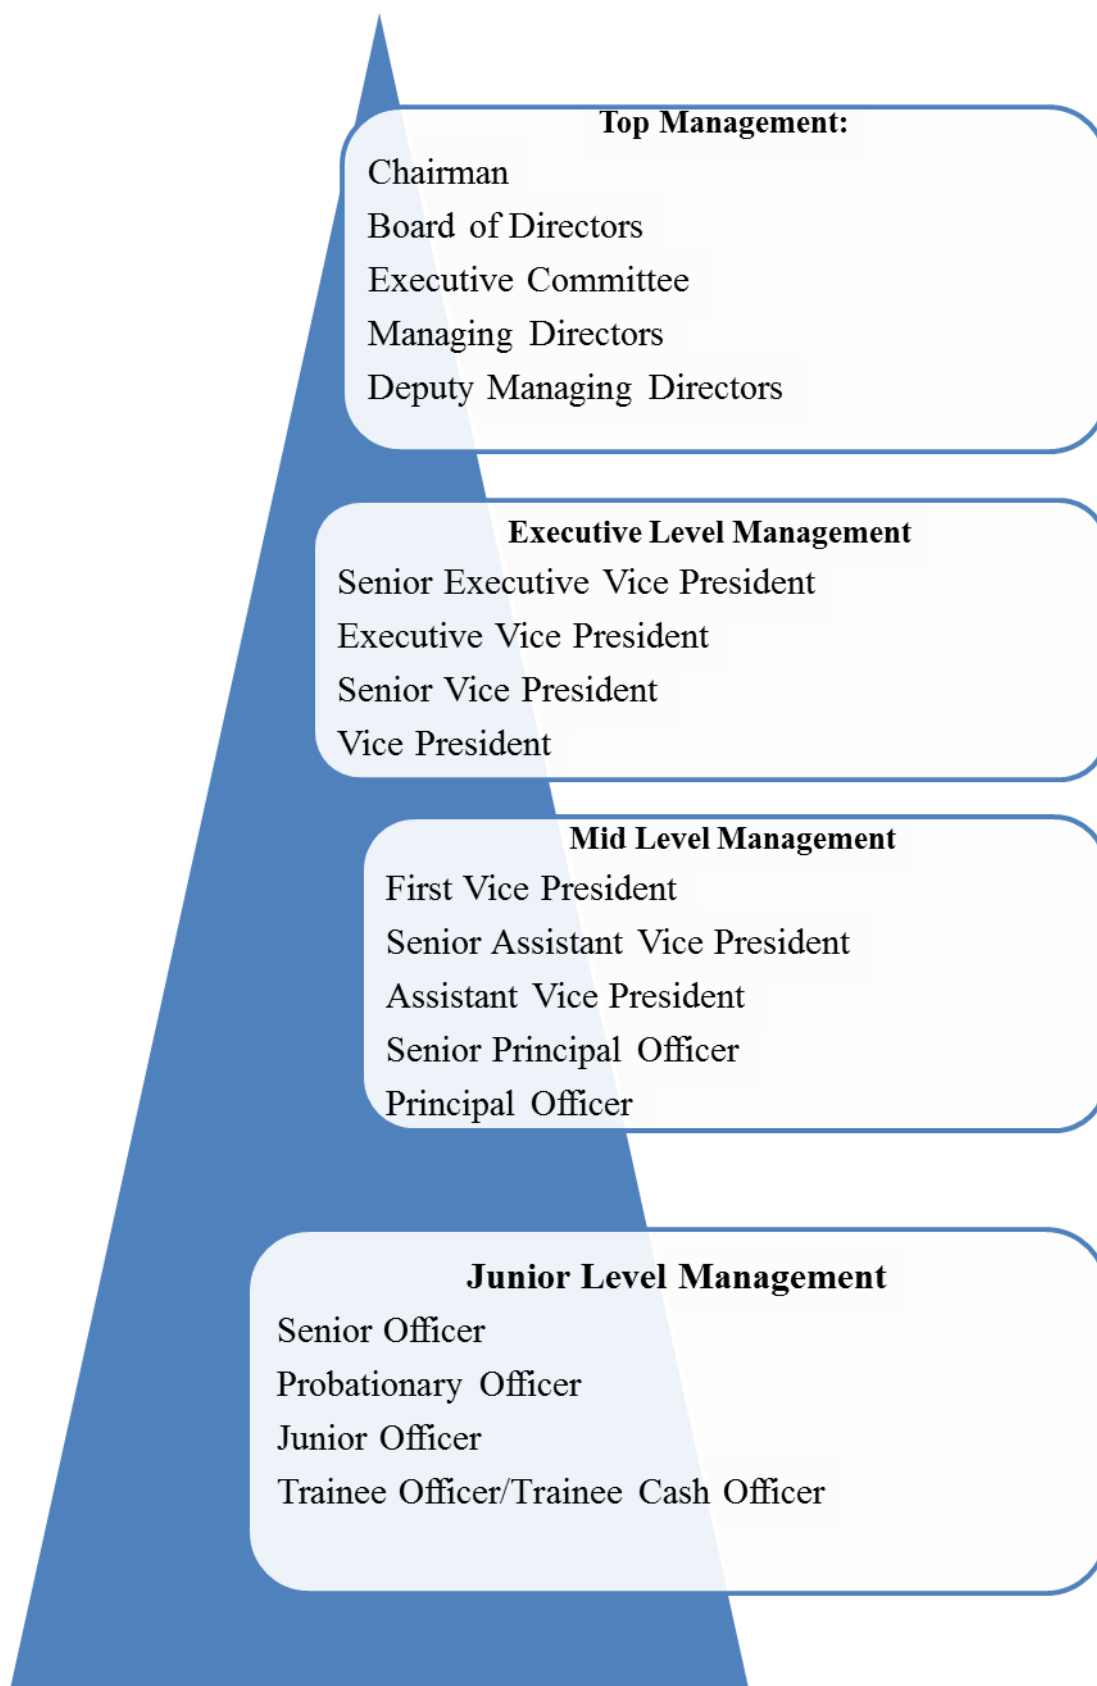 Top Management:
Chairman
Board of Directors
Executive Committee
Managing Directors
Deputy Managing Directors
Executive Level Management
Senior Executive Vice President
Executive Vice President
Senior Vice President
Vice President
Mid Level Management
First Vice President
Senior Assistant Vice President
Assistant Vice President
Senior Principal Officer
Principal Officer
Junior Level Management
Senior Officer
Probationary Officer
Junior Officer
Trainee Officer/Trainee Cash Officer